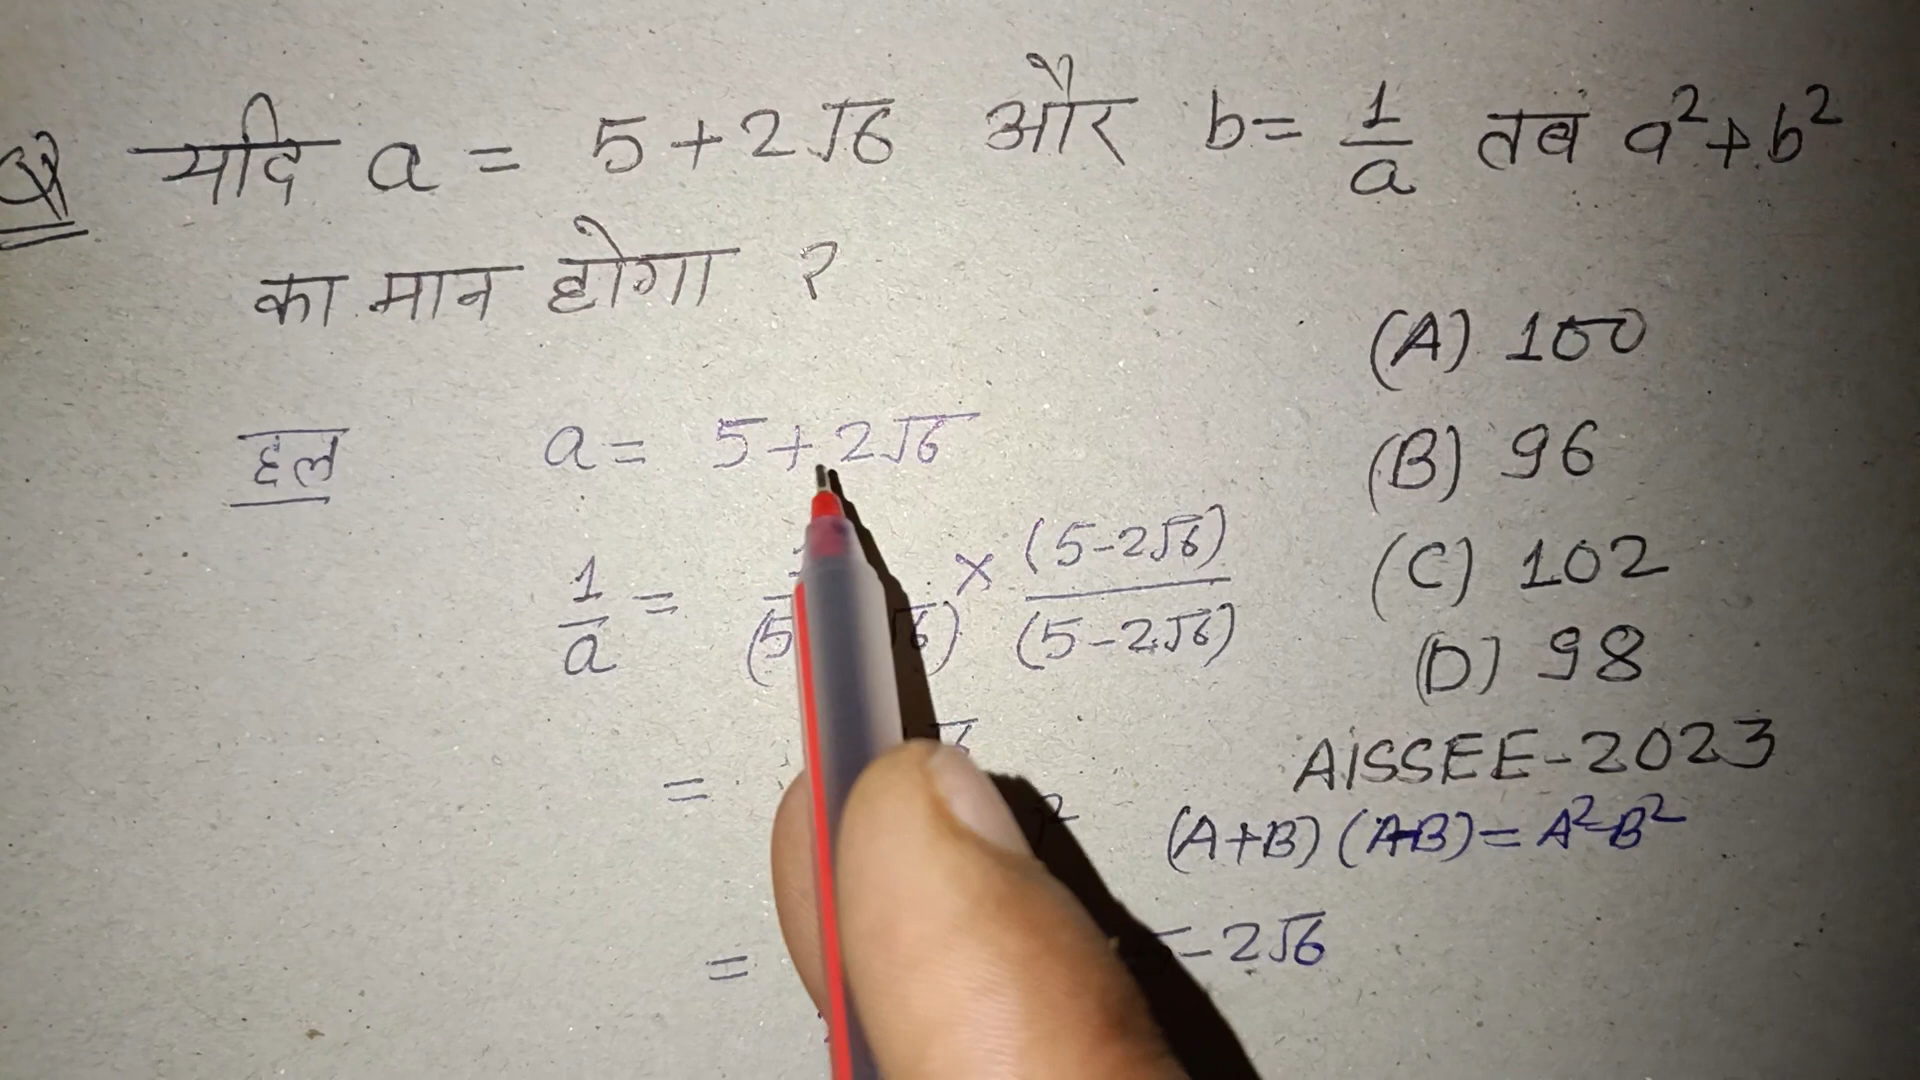 प्र यदि a = 5+2√6 और b= 1/a तब a²+b²
का मान होगा ?
(A) 100
(B) 96
(C) 102
(D) 98
AISSEE-2023
(A+B) (A-B)= A²-B²
हल a= 5+2√6
1/a = × (5-2√6)/(5-2√6)
=
= -2√6